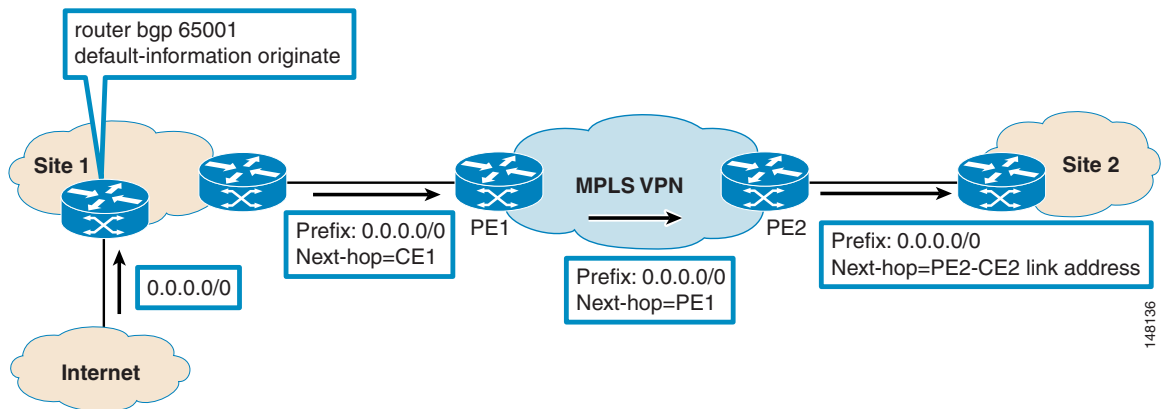 router bgp 65001
default-information originate
Site 1
MPLS VPN
Site 2
PE1
PE2
Prefix: 0.0.0.0/0
Next-hop=CE1
Prefix: 0.0.0.0/0
Next-hop=PE1
Prefix: 0.0.0.0/0
Next-hop=PE2-CE2 link address
0.0.0.0/0
Internet
148136